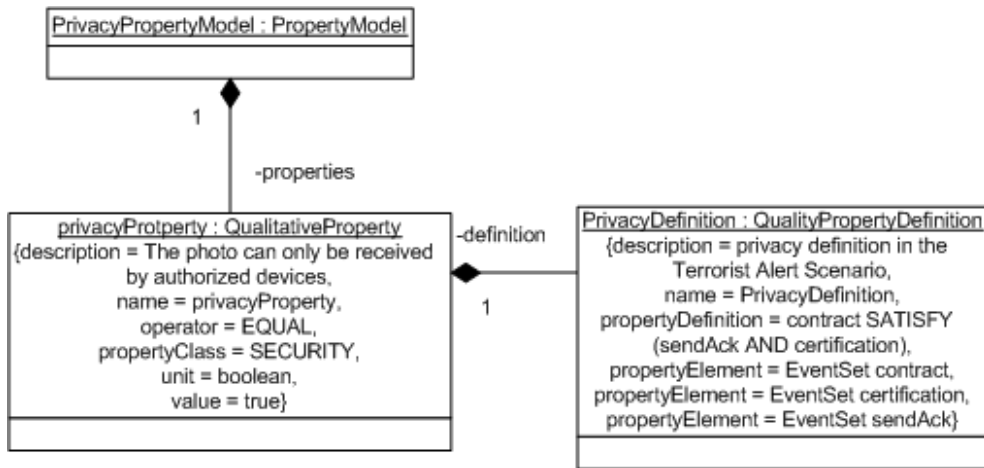 PrivacyPropertyModel : PropertyModel
1
-properties
privacyProtperty : QualitativeProperty
{description = The photo can only be received
by authorized devices,
name = privacyProperty,
operator = EQUAL,
propertyClass = SECURITY,
unit = boolean,
value = true}
-definition
1
PrivacyDefinition : QualityPropertyDefinition
{description = privacy definition in the
Terrorist Alert Scenario,
name = PrivacyDefinition,
propertyDefinition = contract SATISFY
(sendAck AND certification),
propertyElement = EventSet contract,
propertyElement = EventSet certification,
propertyElement = EventSet sendAck}